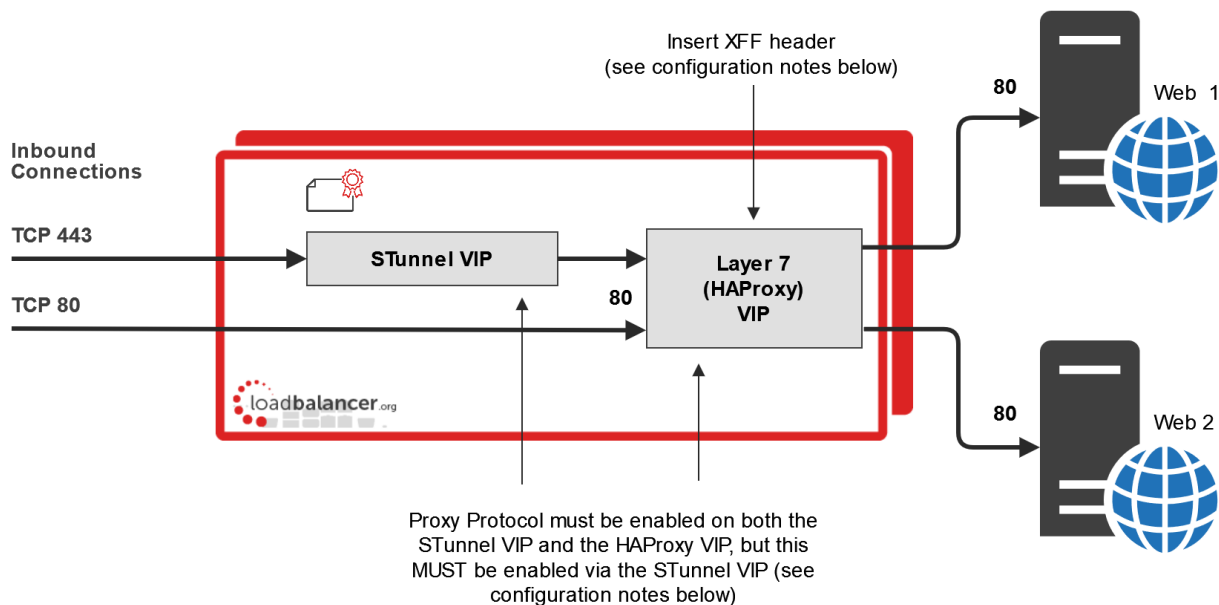 Insert XFF header
(see configuration notes below)
80
Web 1
Inbound
Connections
TCP 443
STunnel VIP
Layer 7
(HAProxy)
VIP
TCP 80
80
loadbalancer.org
80
Web 2
Proxy Protocol must be enabled on both the
STunnel VIP and the HAProxy VIP, but this
MUST be enabled via the STunnel VIP (see
configuration notes below)